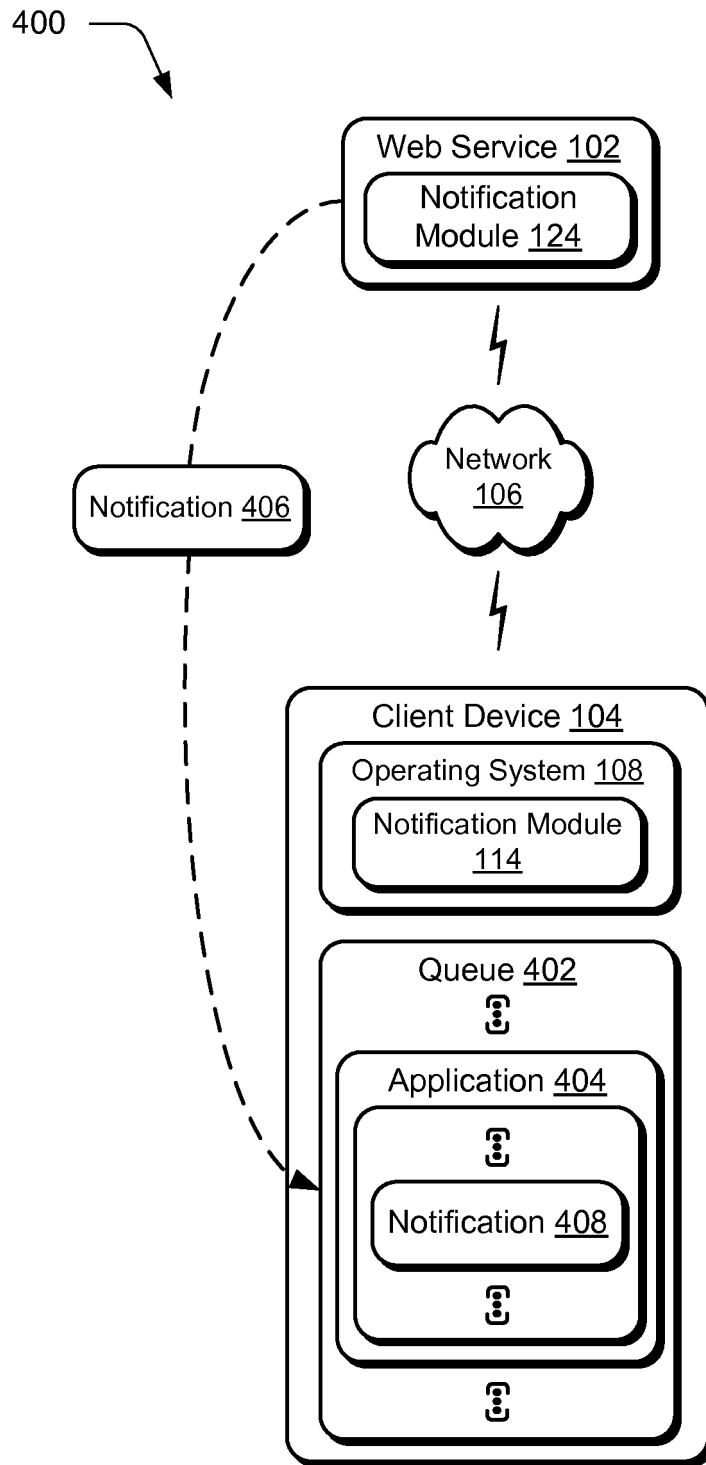 400
Web Service 102
Notification
Module 124
Network
106
Notification 406
Client Device 104
Operating System 108
Notification Module
114
Queue 402
Application 404
Notification 408